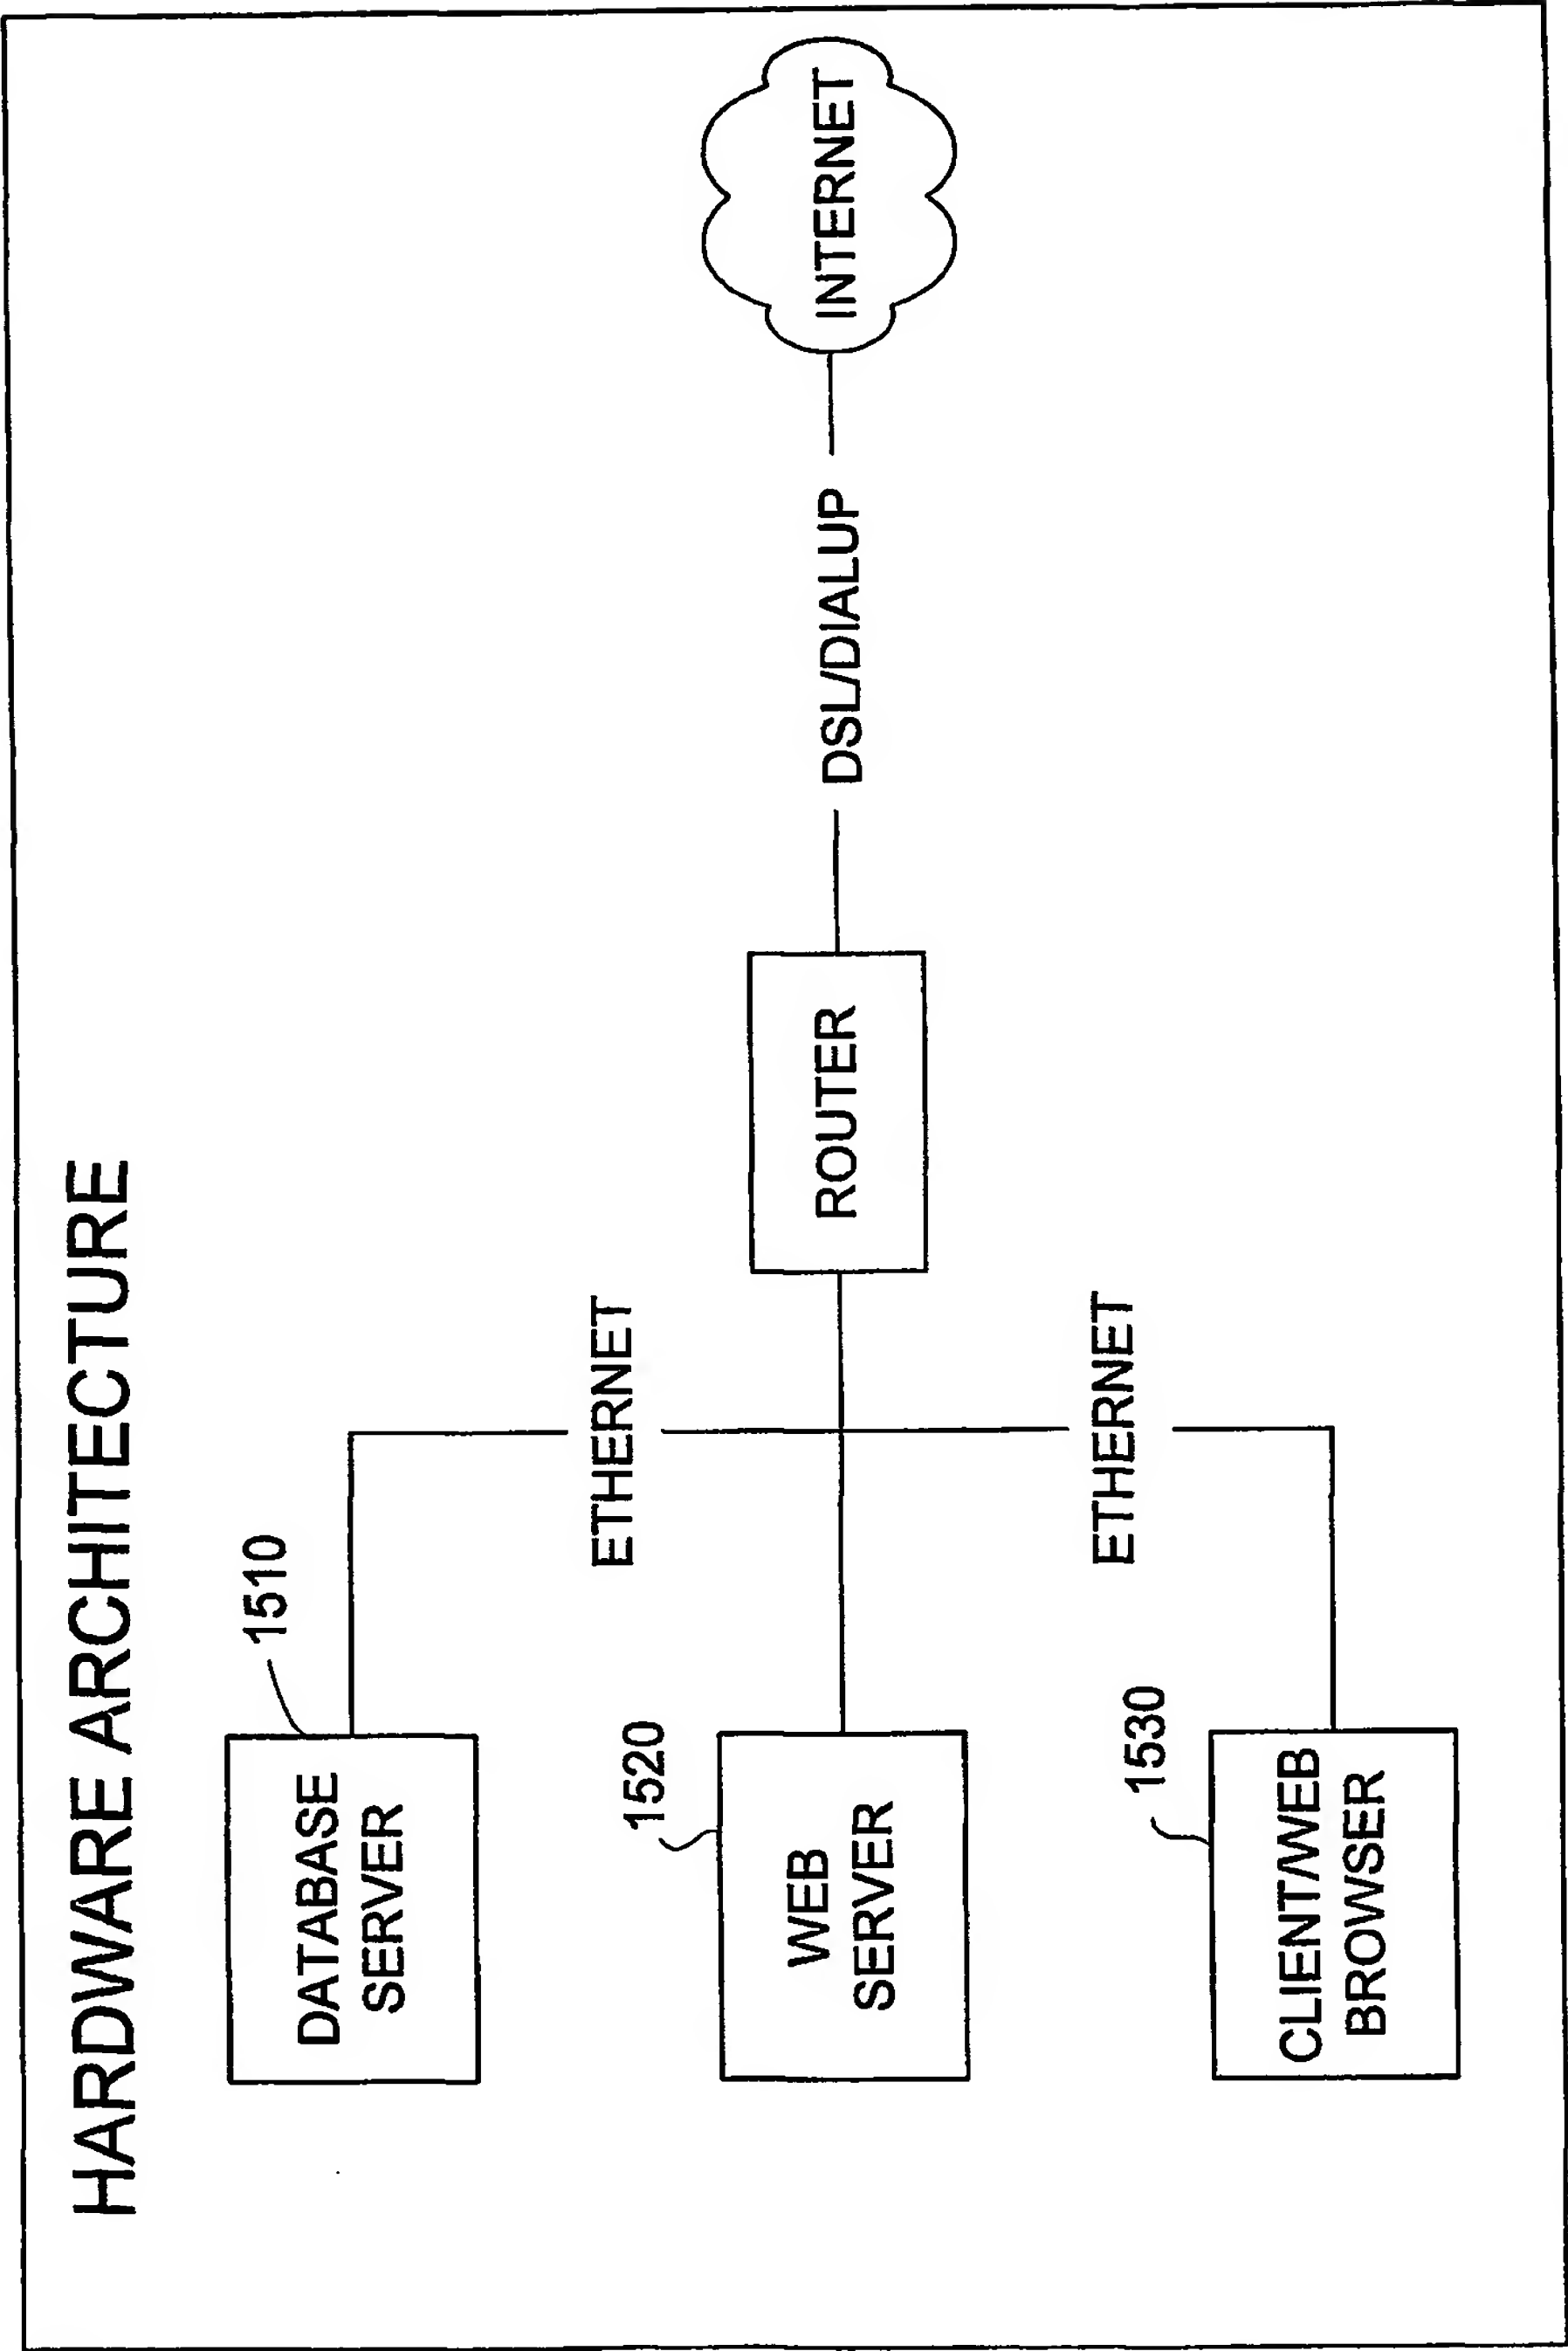 HARDWARE ARCHITECTURE
1510
DATABASE
SERVER
ETHERNET
1520
WEB
SERVER
ROUTER
DSL/DIALUP
INTERNET
ETHERNET
1530
CLIENT/WEB
BROWSER